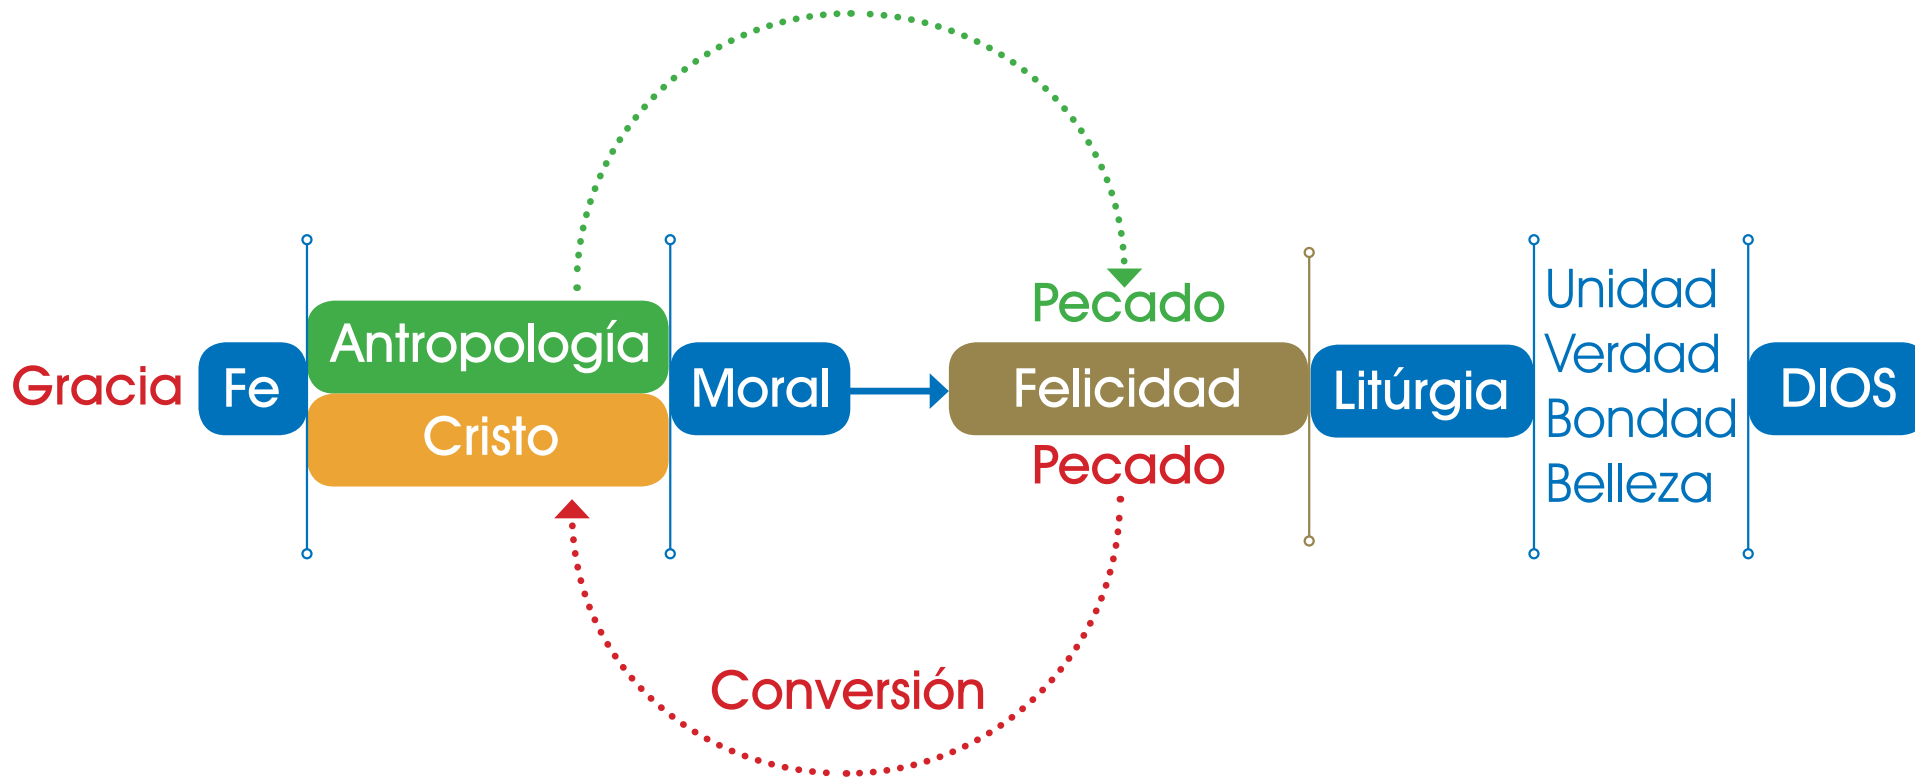 Gracia
Fe
Antropología
Cristo
Moral
Pecado
Felicidad
Pecado
Conversión
Litúrgia
Unidad
Verdad
Bondad
Belleza
DIOS